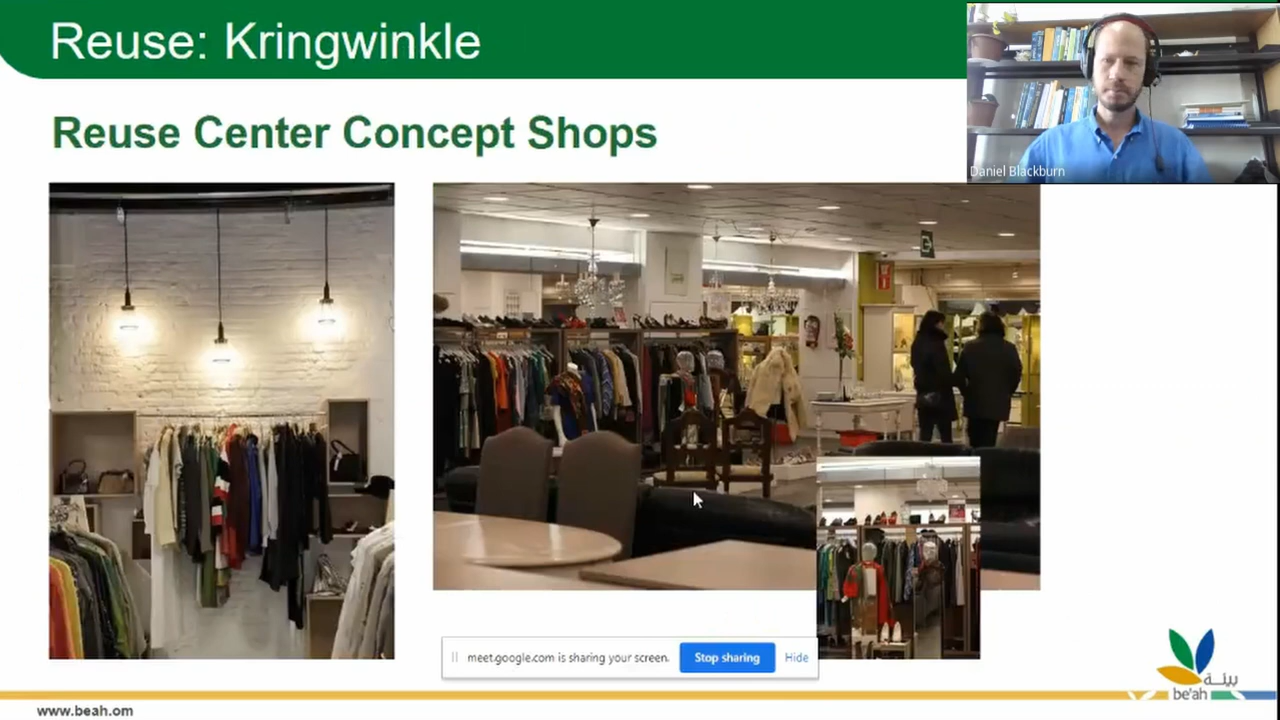 Reuse: Kringwinkle
Daniel Blackburn
Reuse Center Concept Shops
meet.google.com is sharing your screen.
Stop sharing
Hide
بيئة
be'ah
www.beah.om